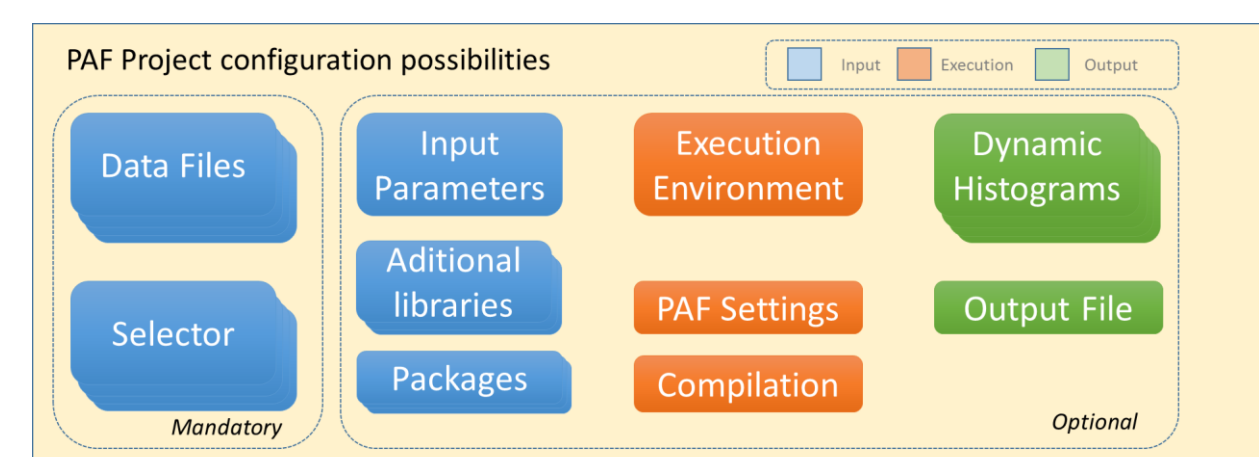 PAF Project configuration possibilities
Input
Execution
Output
Data Files
Selector
Mandatory
Input
Parameters
Aditional
libraries
Packages
Execution
Environment
PAF Settings
Compilation
Dynamic
Histograms
Output File
Optional